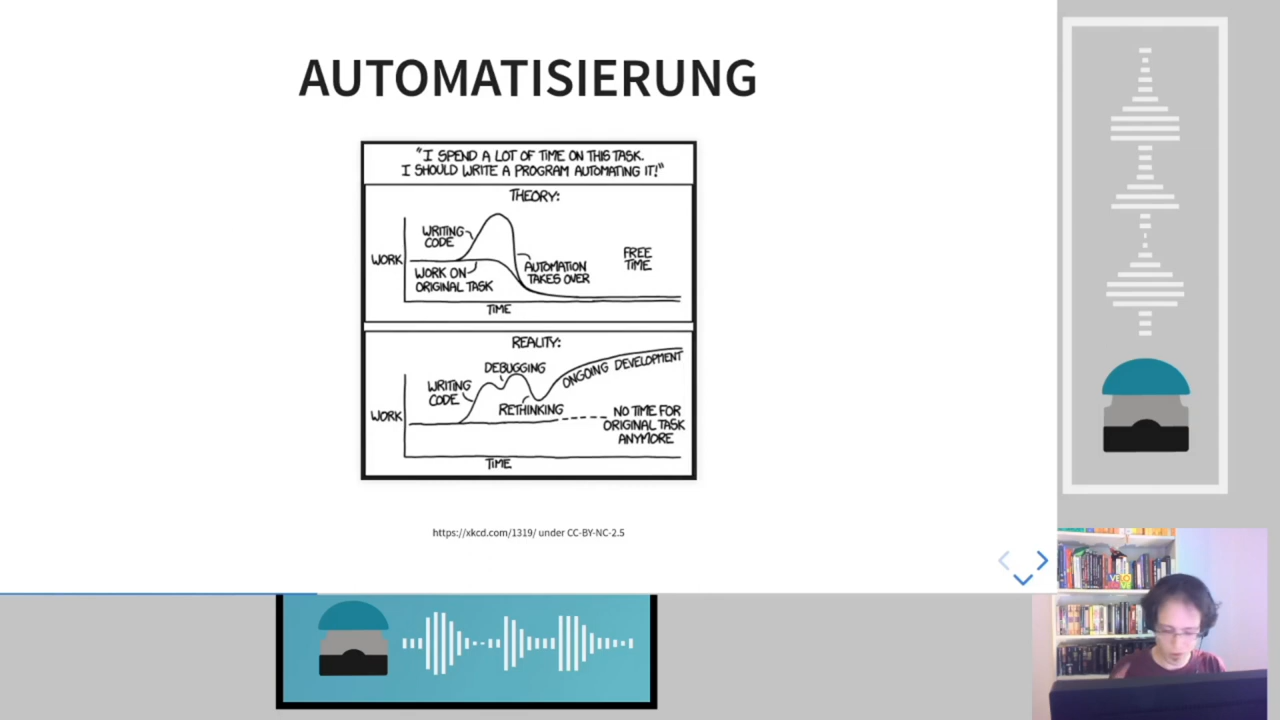 AUTOMATISIERUNG
"I SPEND A LOT OF TIME ON THIS TASK.
I SHOULD WRITE A PROGRAM AUTOMATING IT!"
THEORY:
WRITING
CODE
WORK
WORK ON
ORIGINAL TASK
AUTOMATION
TAKES OVER
FREE
TIME
TIME
REALITY:
DEBUGGING
ONGOING DEVELOPMENT
WRITING
CODE
RETHINKING
WORK
NO TIME FOR
ORIGINAL TASK
ANYMORE
TIME
https://xkcd.com/1319/ under CC-BY-NC-2.5
VELO